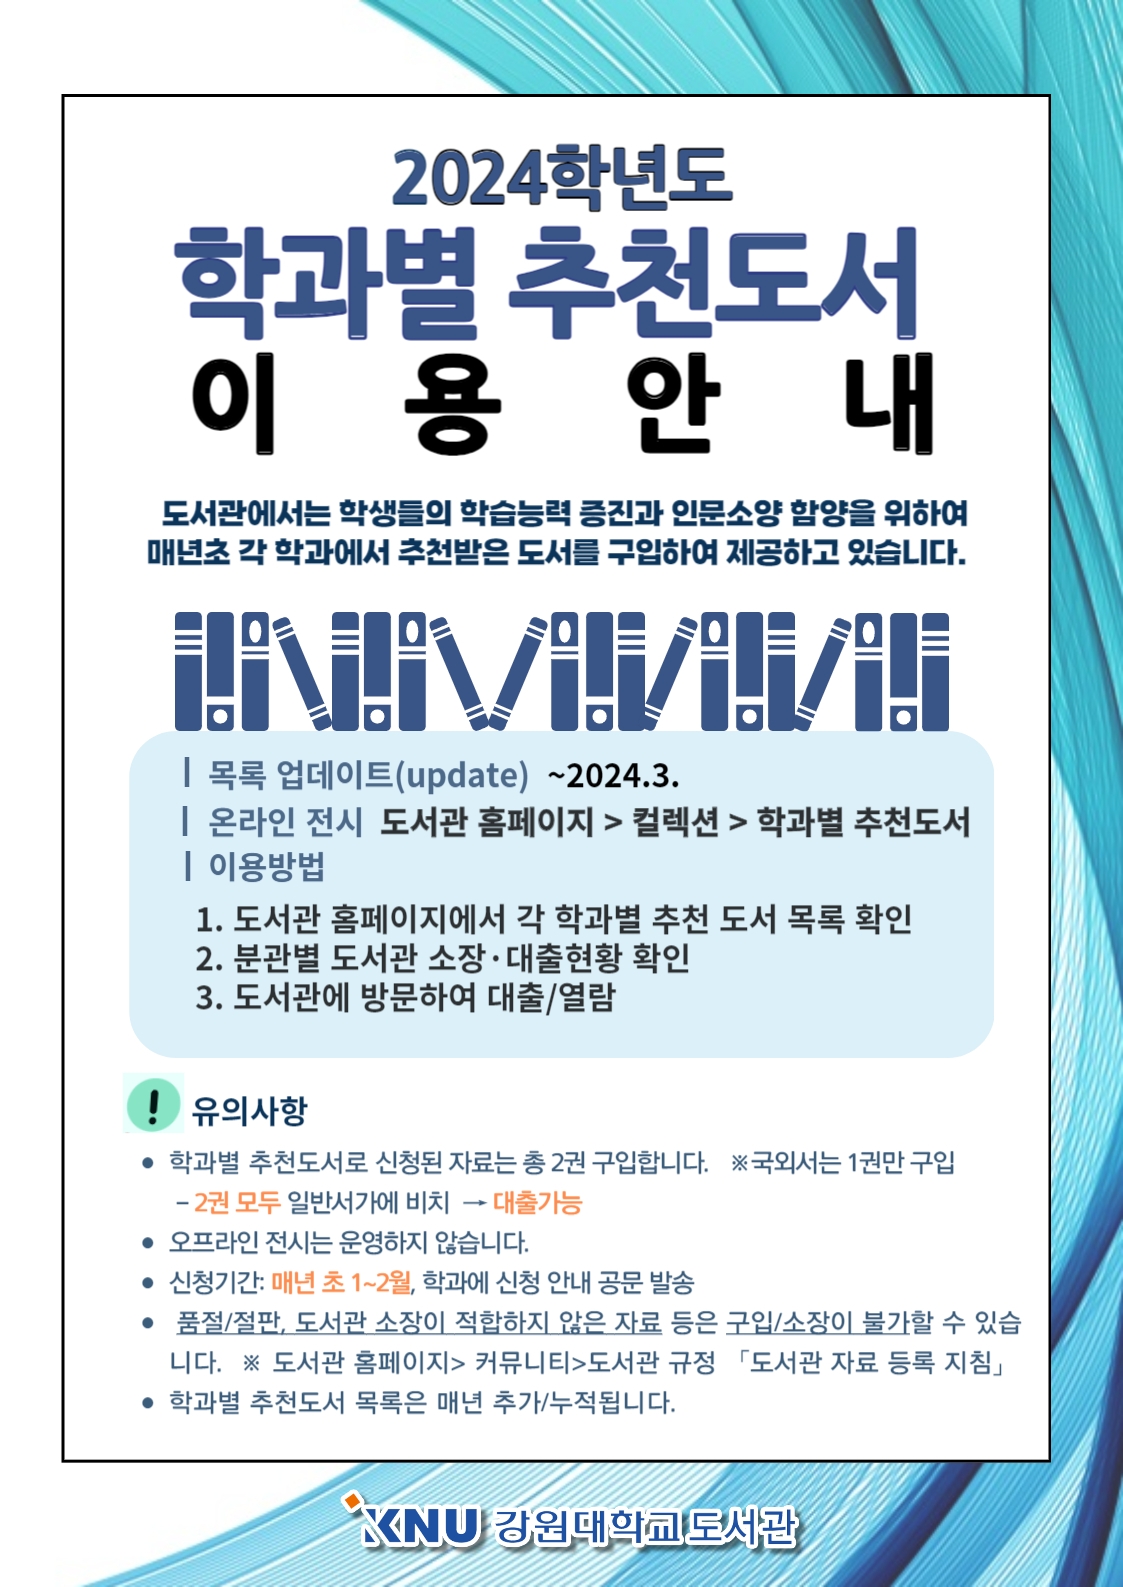 2024학년도
학과별 추천도서
이 용 안 내
도서관에서는 학생들의 학습능력 증진과 인문소양 함양을 위하여
매년초 각 학과에서 추천받은 도서를 구입하여 제공하고 있습니다.
| 목록 업데이트(update) ~2024.3.
| 온라인 전시 도서관 홈페이지 > 컬렉션 > 학과별 추천도서
| 이용방법
1. 도서관 홈페이지에서 각 학과별 추천 도서 목록 확인
2. 분관별 도서관 소장·대출현황 확인
3. 도서관에 방문하여 대출/열람
! 유의사항
• 학과별 추천도서로 신청된 자료는 총 2권 구입합니다. ※국외서는 1권만 구입
– 2권 모두 일반서가에 비치 → 대출가능
• 오프라인 전시는 운영하지 않습니다.
• 신청기간: 매년 초 1~2월, 학과에 신청 안내 공문 발송
• 품절/절판, 도서관 소장이 적합하지 않은 자료 등은 구입/소장이 불가할 수 있습
니다. ※ 도서관 홈페이지> 커뮤니티>도서관 규정 「도서관 자료 등록 지침」
• 학과별 추천도서 목록은 매년 추가/누적됩니다.
KNU 강원대학교도서관